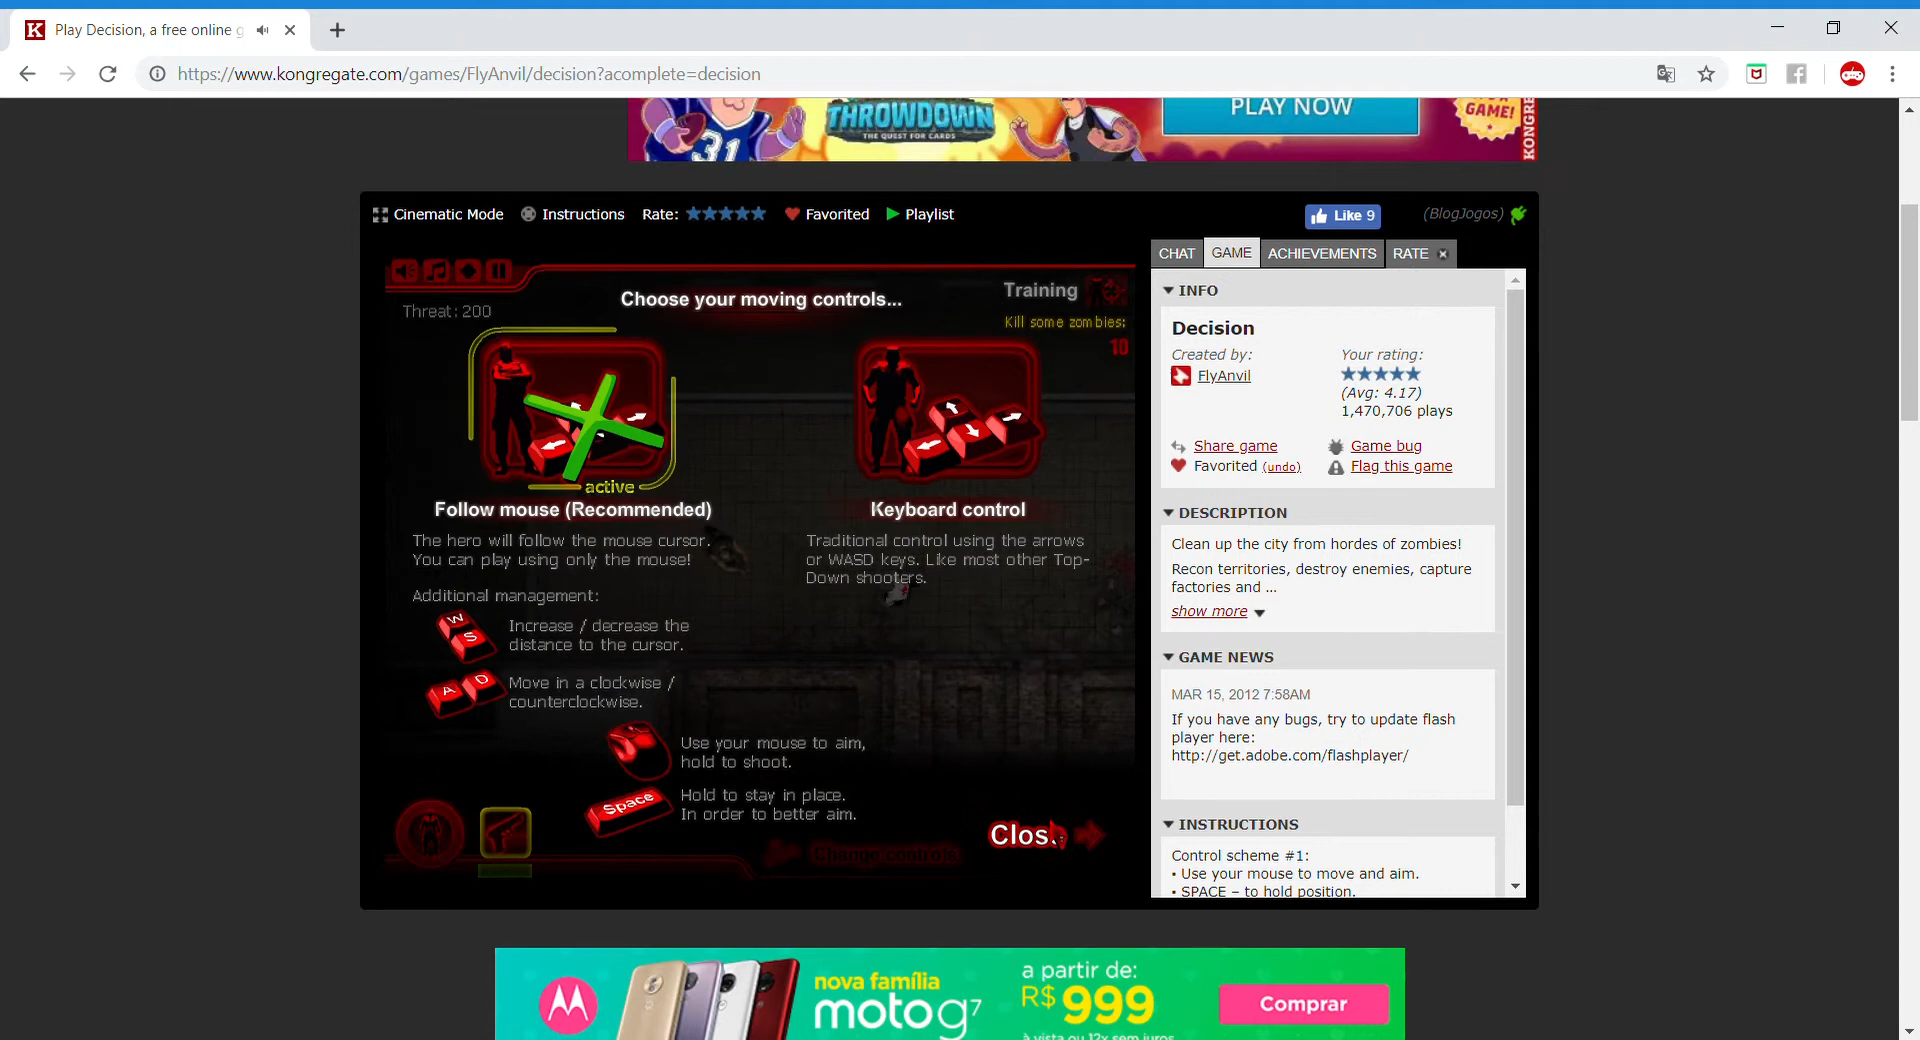 Play Decision, a free online g
https://www.kongregate.com/games/FlyAnvil/decision?acomplete=decision
THROWDOWN
THE QUEST FOR CARDS
31
PLAY NOW
GAME!
KONGRE
Cinematic Mode Instructions Rate: Favorited Playlist
Like 9
(BlogJogos)
CHAT GAME ACHIEVEMENTS RATE
Threat: 200
Choose your moving controls...
Training
Kill some zombies:
10
active
Follow mouse (Recommended)
The hero will follow the mouse cursor.
You can play using only the mouse!
Additional management:
W
S
Increase / decrease the
distance to the cursor.
A
D
Move in a clockwise /
counterclockwise.
Use your mouse to aim,
hold to shoot.
Space
Hold to stay in place.
In order to better aim.
Keyboard control
Traditional control using the arrows
or WASD keys. Like most other Top-
Down shooters.
Change controls
Clos
INFO
Decision
Created by:
FlyAnvil
Your rating:
(Avg: 4.17)
1,470,706 plays
Share game
Game bug
Favorited (undo)
Flag this game
DESCRIPTION
Clean up the city from hordes of zombies!
Recon territories, destroy enemies, capture
factories and ...
show more
GAME NEWS
MAR 15, 2012 7:58AM
If you have any bugs, try to update flash
player here:
http://get.adobe.com/flashplayer/
INSTRUCTIONS
Control scheme #1:
• Use your mouse to move and aim.
• SPACE – to hold position.
nova família
moto g7
a partir de:
R$ 999
à vista ou 12x sem juros
Comprar